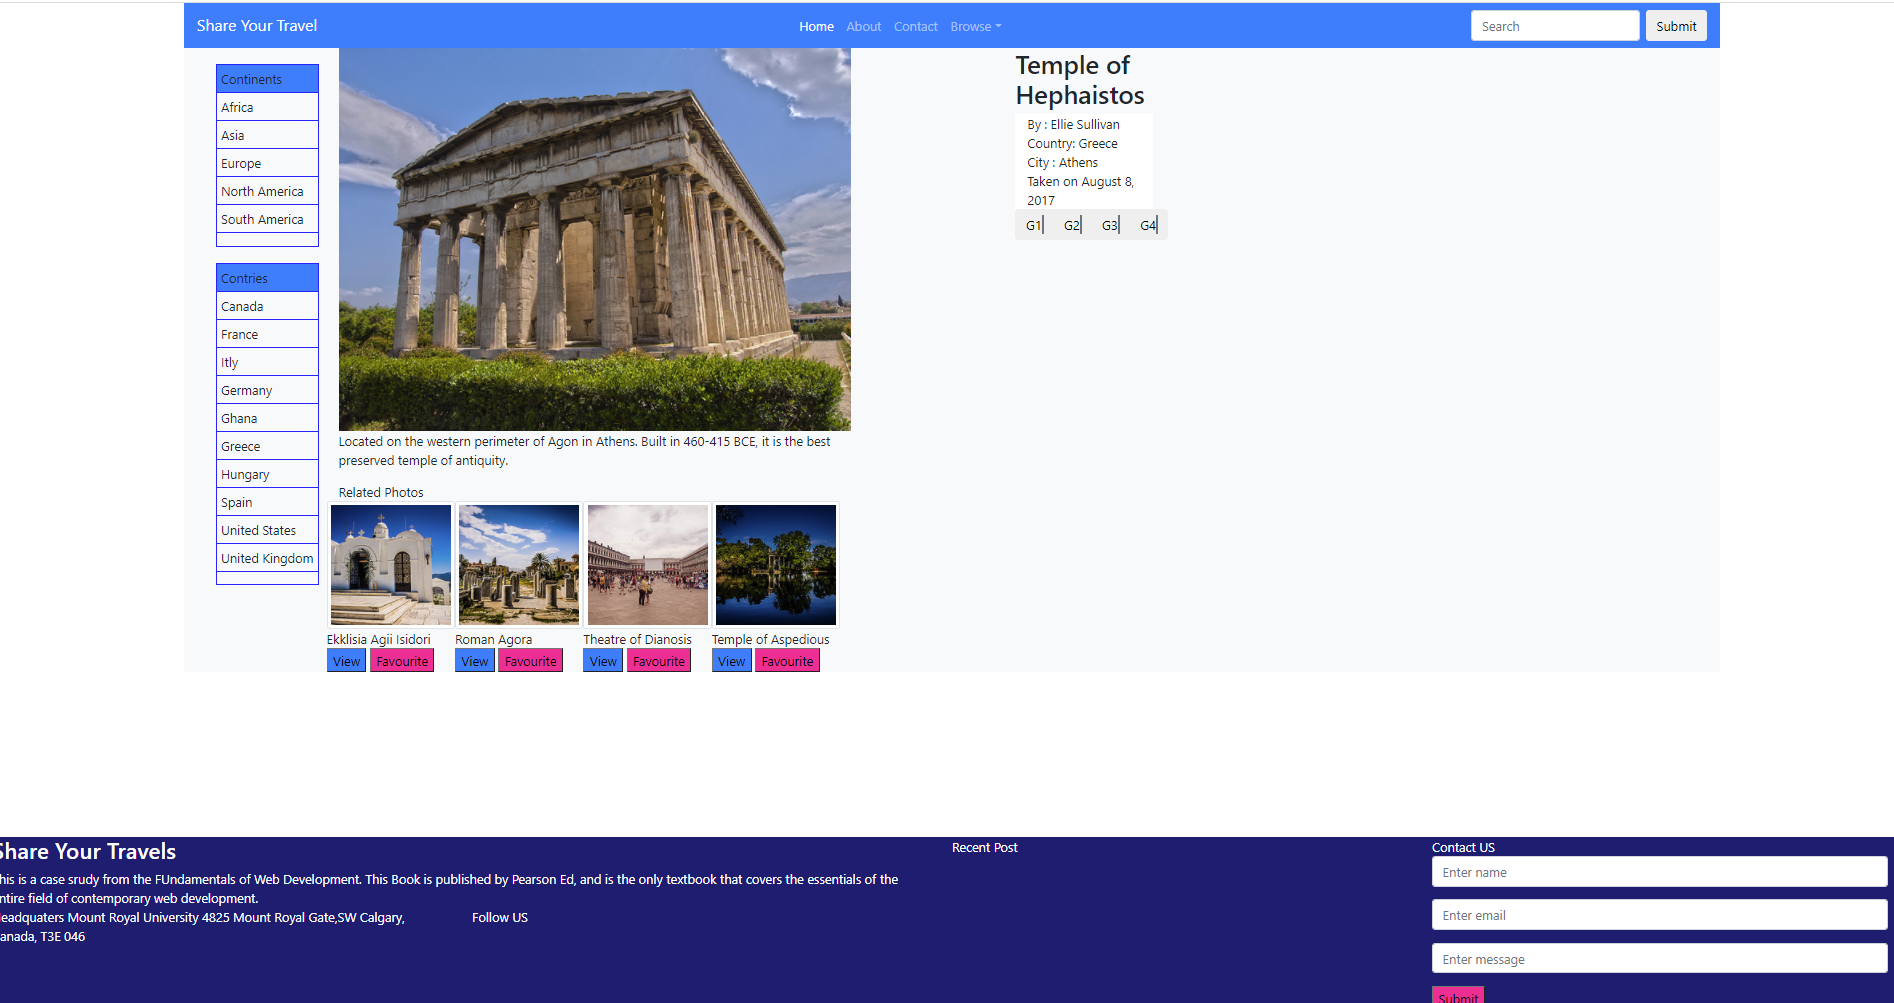 Share Your Travel
Home About Contact Browse
Search Submit
Continents
Africa
Asia
Europe
North America
South America
Contries
Canada
France
Itly
Germany
Ghana
Greece
Hungary
Spain
United States
United Kingdom
Located on the western perimeter of Agon in Athens. Built in 460-415 BCE, it is the best
preserved temple of antiquity.
Related Photos
Ekklisia Agii Isidori Roman Agora Theatre of Dianosis Temple of Aspedious
View Favourite View Favourite View Favourite View Favourite
Temple of
Hephaistos
By : Ellie Sullivan
Country: Greece
City : Athens
Taken on August 8,
2017
G1 G2 G3 G4
Share Your Travels
his is a case srudy from the FUndamentals of Web Development. This Book is published by Pearson Ed, and is the only textbook that covers the essentials of the
ntire field of contemporary web development.
eadquaters Mount Royal University 4825 Mount Royal Gate,SW Calgary,
anada, T3E 046
Follow US
Recent Post
Contact US
Enter name
Enter email
Enter message
Submit